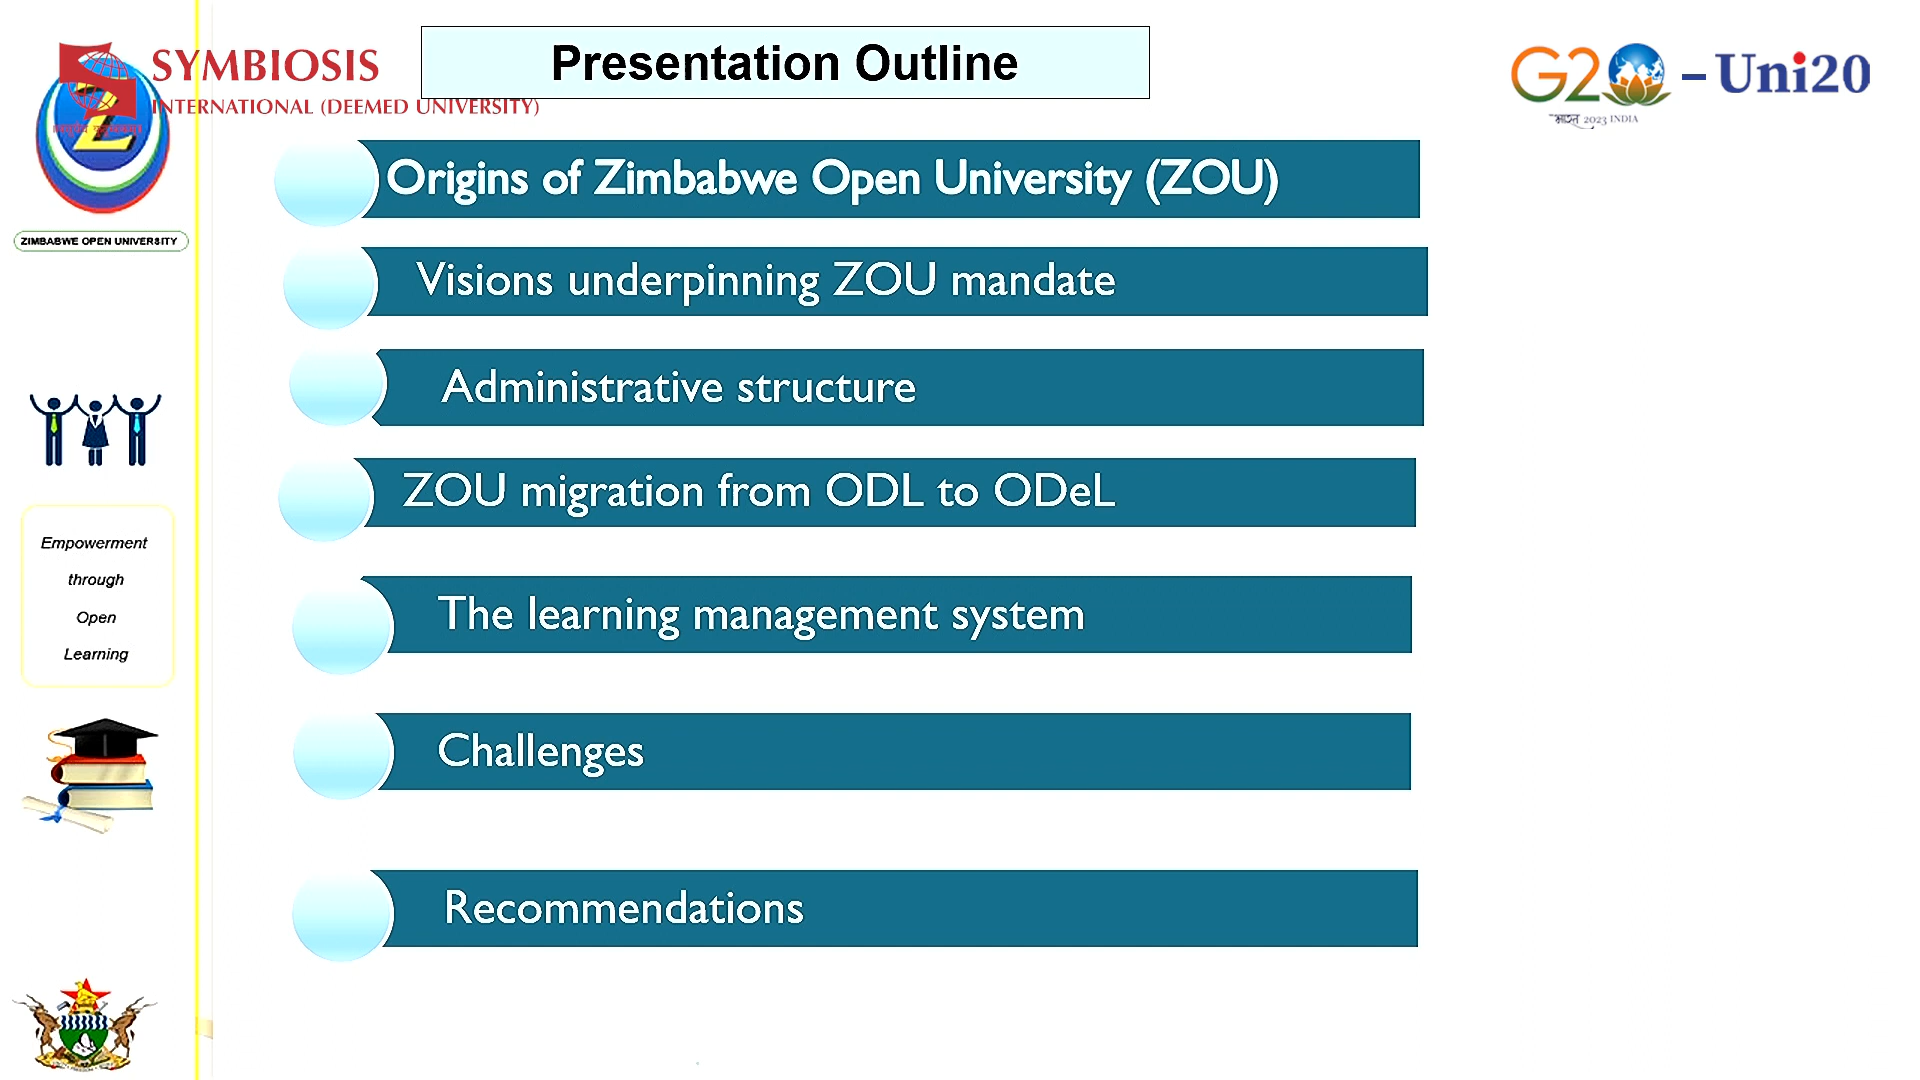 Presentation Outline
SYMBIOSIS
INTERNATIONAL (DEEMED UNIVERSITY)
Z
ZIMBABWE OPEN UNIVERSITY
G20 – Uni20
भारत 2023 INDIA
Origins of Zimbabwe Open University (ZOU)
Visions underpinning ZOU mandate
Administrative structure
ZOU migration from ODL to ODeL
The learning management system
Challenges
Recommendations
Empowerment
through
Open
Learning